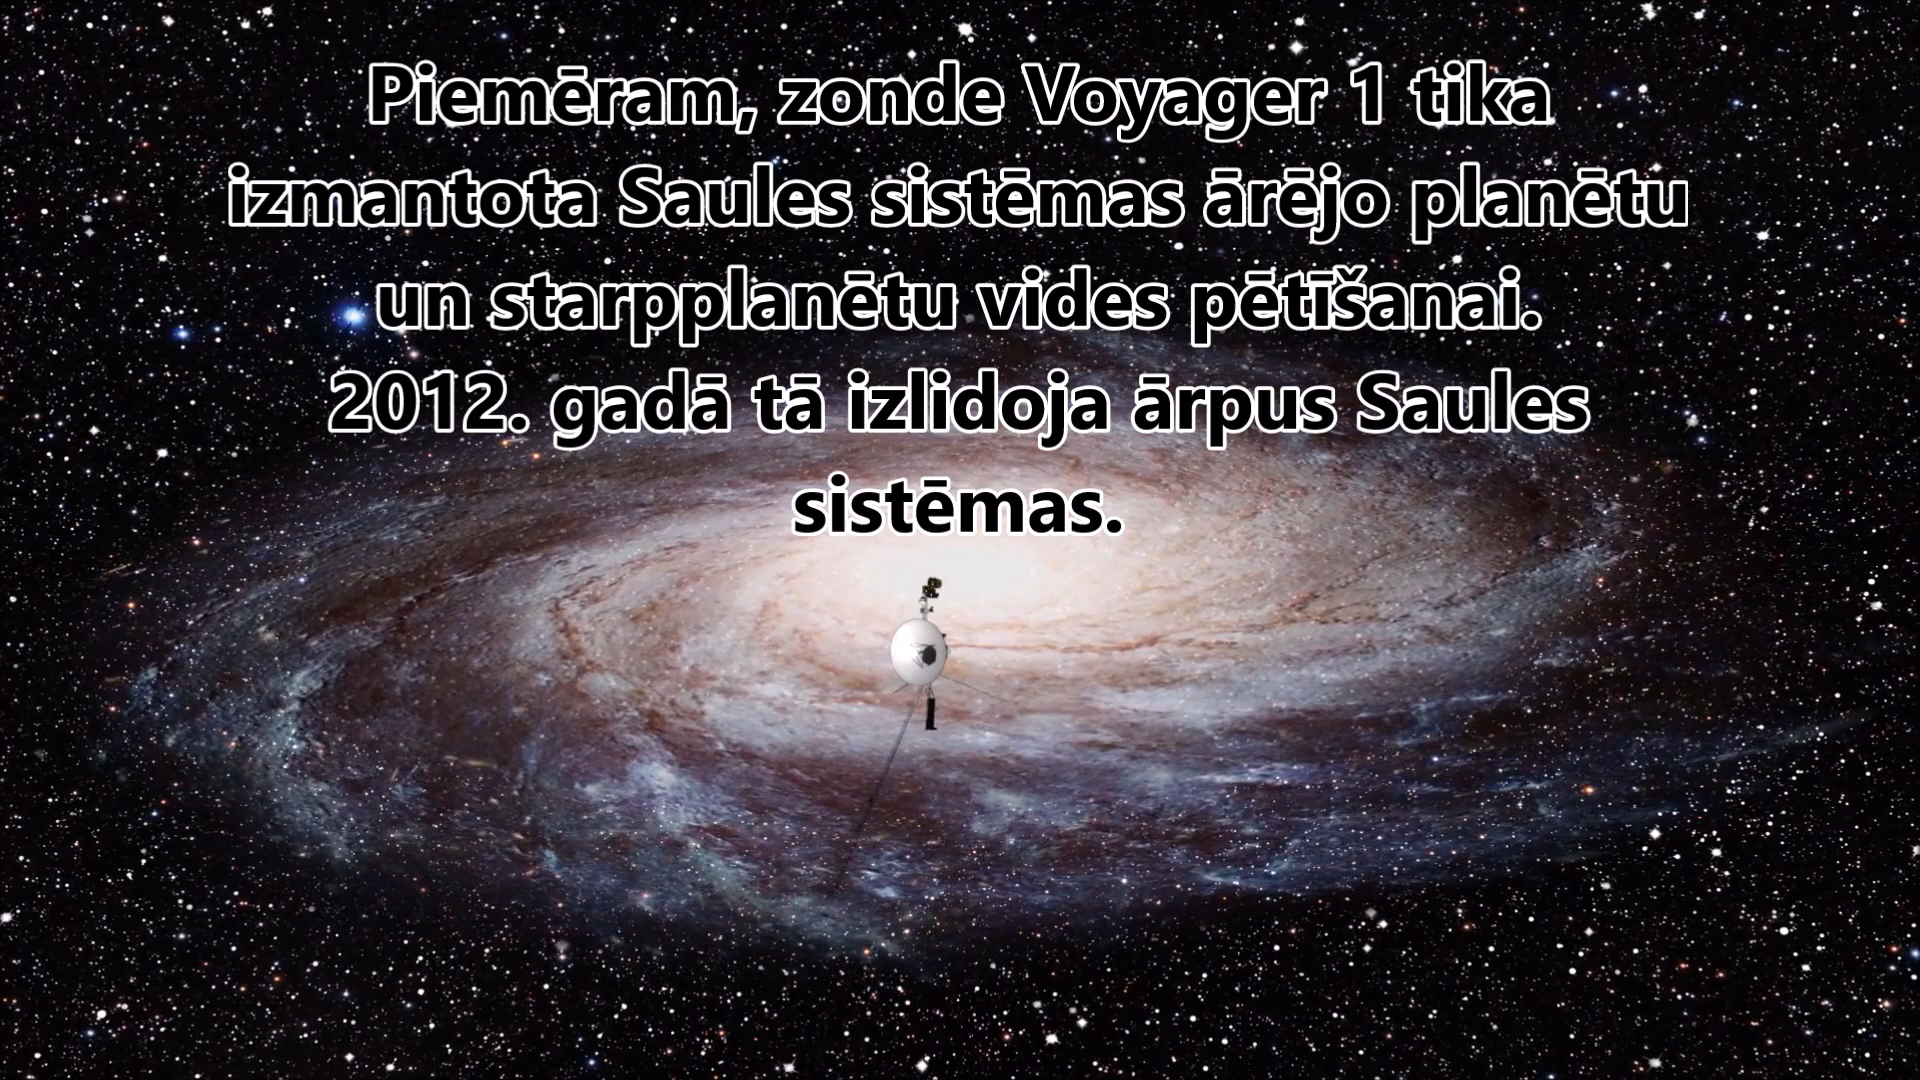 Piemēram, zonde Voyager 1 tika
izmantota Saules sistēmas ārējo planētu
un starpplanētu vides pētīšanai.
2012. gadā tā izlidoja ārpus Saules
sistēmas.